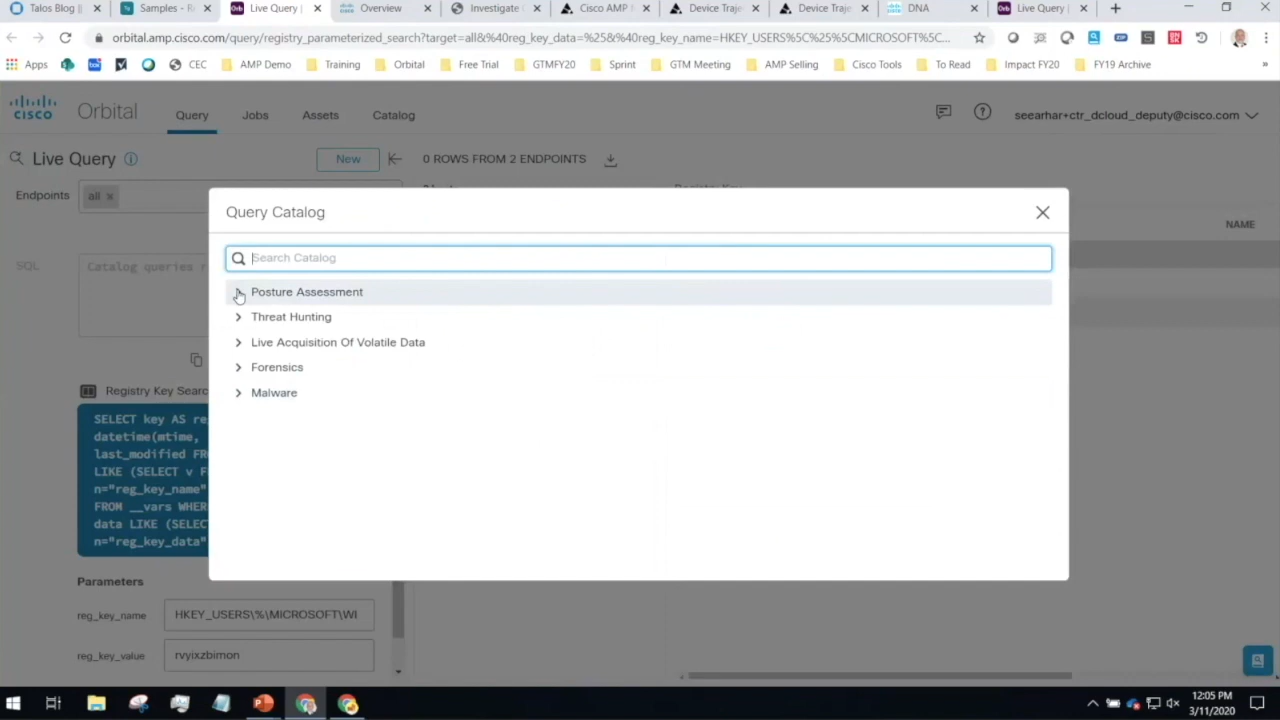 Talos Blog ||
Samples - R
Live Query |
Overview
Investigate
Cisco AMP
Device Traje
Device Traje
DNA
Live Query |
orbital.amp.cisco.com/query/registry_parameterized_search?target=all&%40reg_key_data=%25&%40reg_key_name=HKEY_USERS%5C%25%5CMICROSOFT%5C...
Apps
CEC
AMP Demo
Training
Orbital
Free Trial
GTMFY20
Sprint
GTM Meeting
AMP Selling
Cisco Tools
To Read
Impact FY20
FY19 Archive
»
CISCO
Orbital
Query
Jobs
Assets
Catalog
seearhar+ctr_dcloud_deputy@cisco.com
Live Query
New
0 ROWS FROM 2 ENDPOINTS
Endpoints
all
NAME
Query Catalog
Search Catalog
SQL
Catalog queries r
Posture Assessment
Threat Hunting
Live Acquisition Of Volatile Data
Forensics
Malware
Registry Key Searc
SELECT key AS re
datetime(mtime,
last_modified FR
LIKE (SELECT v F
n="reg_key_name"
FROM __vars WHER
data LIKE (SELEC
n="reg_key_data"
Parameters
reg_key_name
HKEY_USERS\%\MICROSOFT\WI
reg_key_value
rvyixzbimon
12:05 PM
3/11/2020